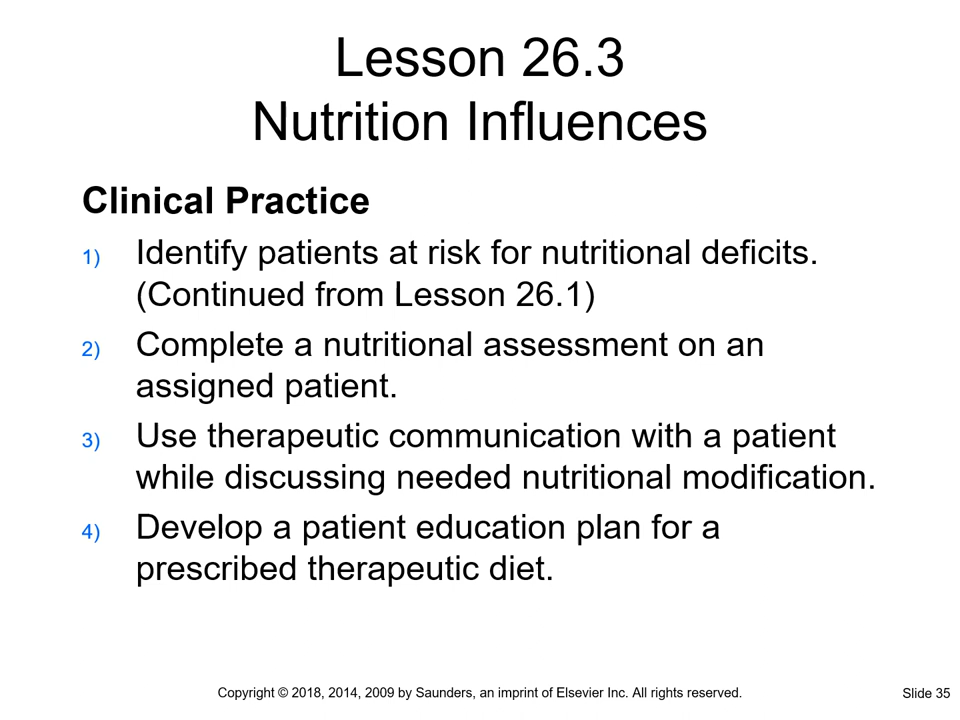 Lesson 26.3
Nutrition Influences
Clinical Practice
1) Identify patients at risk for nutritional deficits.
(Continued from Lesson 26.1)
2) Complete a nutritional assessment on an
assigned patient.
3) Use therapeutic communication with a patient
while discussing needed nutritional modification.
4) Develop a patient education plan for a
prescribed therapeutic diet.
Copyright © 2018, 2014, 2009 by Saunders, an imprint of Elsevier Inc. All rights reserved.
Slide 35